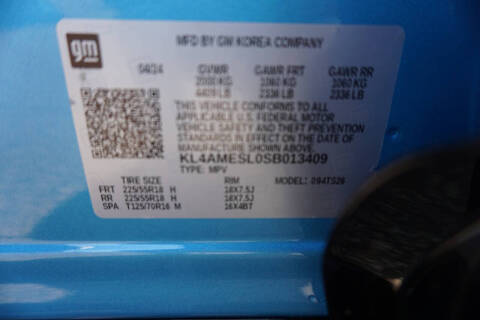 gm
MFD BY GM KOREA COMPANY
04/24 GVWR GAWR FRT GAWR RR
2000 KG 1060 KG 1060 KG
4409 LB 2336 LB 2336 LB
THIS VEHICLE CONFORMS TO ALL
APPLICABLE U.S. FEDERAL MOTOR
VEHICLE SAFETY AND THEFT PREVENTION
STANDARDS IN EFFECT ON THE DATE OF
MANUFACTURE SHOWN ABOVE.
KL4AMESL0SB013409
TYPE: MPV MODEL:
TIRE SIZE RIM
FRT 225/55R18 H 18X7.5J
RR 225/55R18 H 18X7.5J
SPA T125/70R16 M 16X4BT